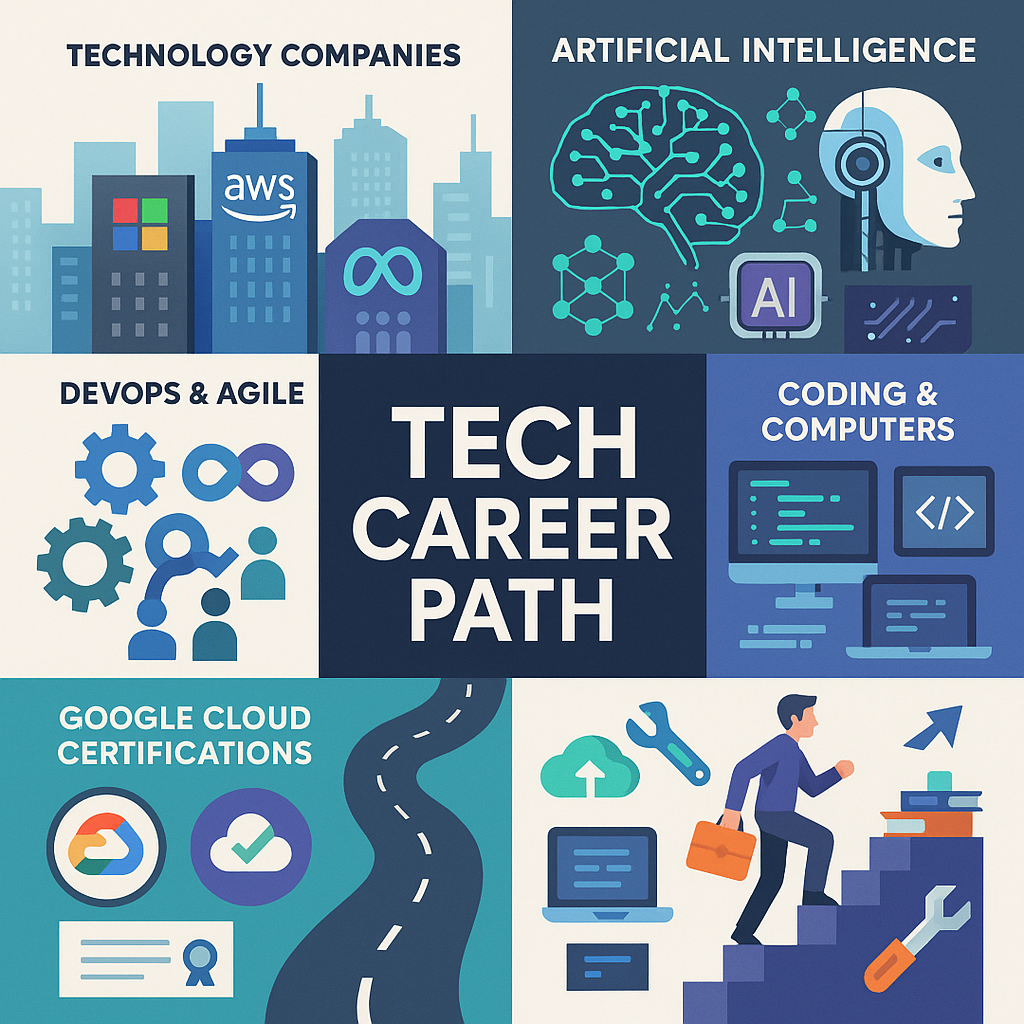 TECHNOLOGY COMPANIES
ARTIFICIAL INTELLIGENCE
aws
AI
DEVOPS & AGILE
TECH
CAREER
PATH
CODING &
COMPUTERS
</>
GOOGLE CLOUD
CERTIFICATIONS